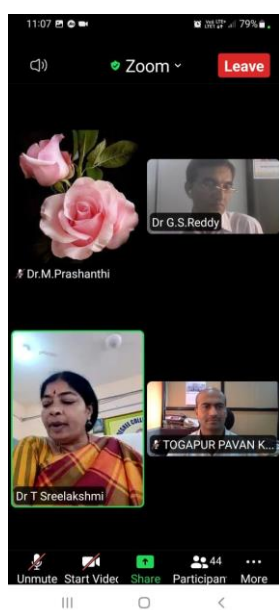 11:07
79%
Zoom
Leave
Dr G.S.Reddy
Dr.M.Prashanthi
Dr T Sreelakshmi
TOGAPUR PAVAN K...
44
Unmute Start Video Share Participan More